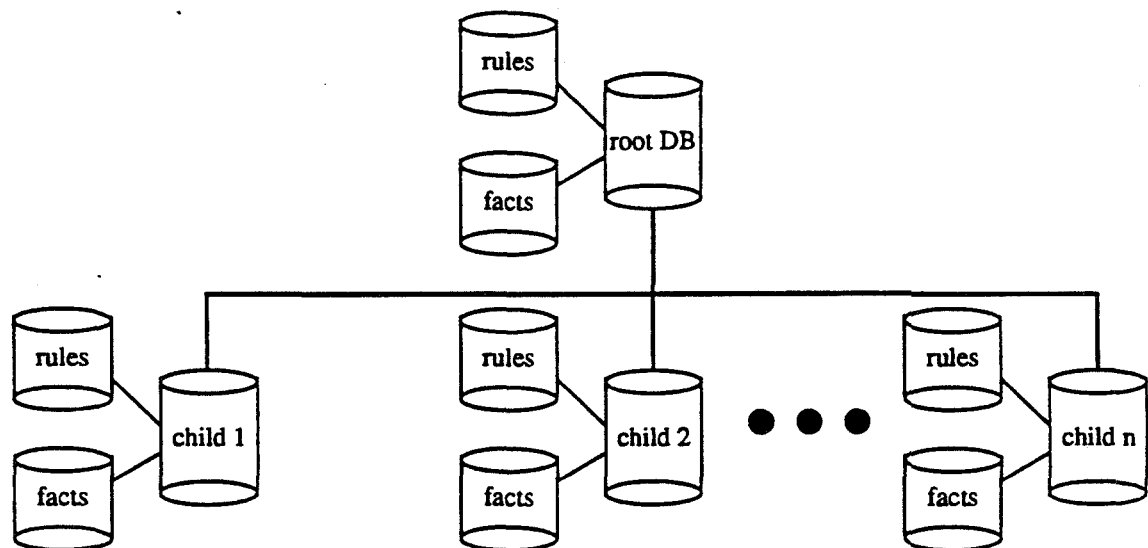 rules
root DB
facts
rules
child 1
facts
rules
child 2
facts
rules
child n
facts